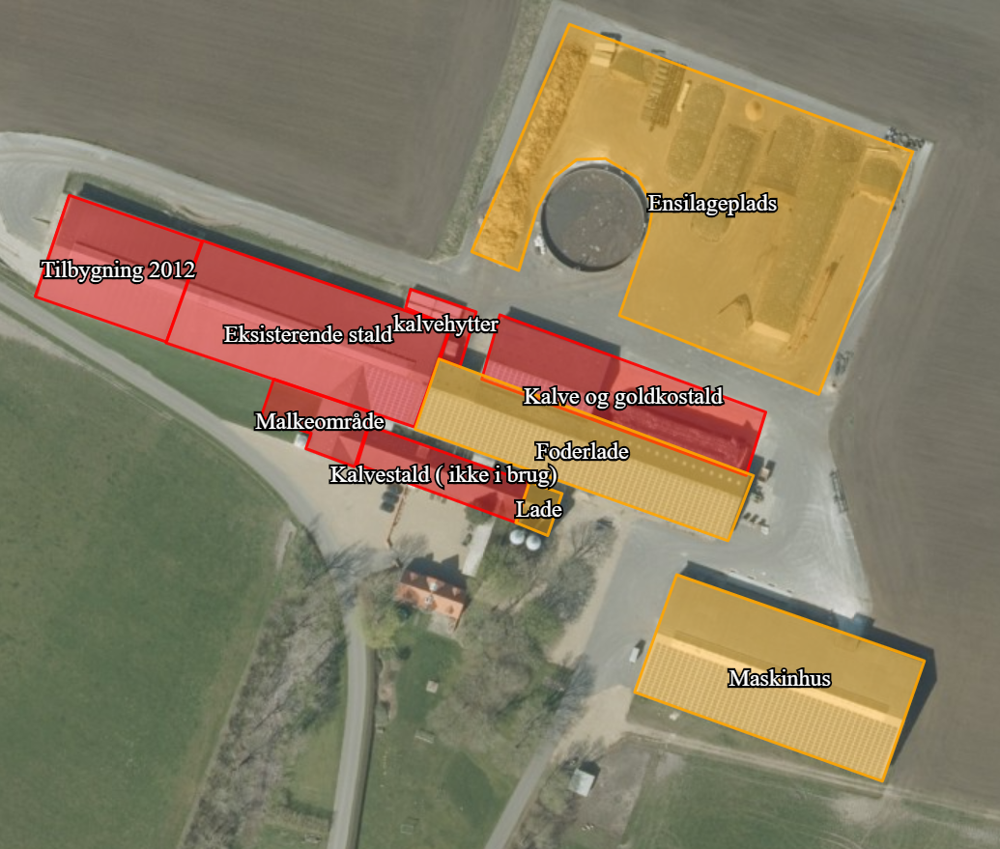 Ensilageplads
Tilbygning 2012
Eksisterende stald
kalvehytter
Kalve og goldkostald
Malkeområde
Foderlade
Kalvestald ( ikke i brug)
Lade
Maskinhus